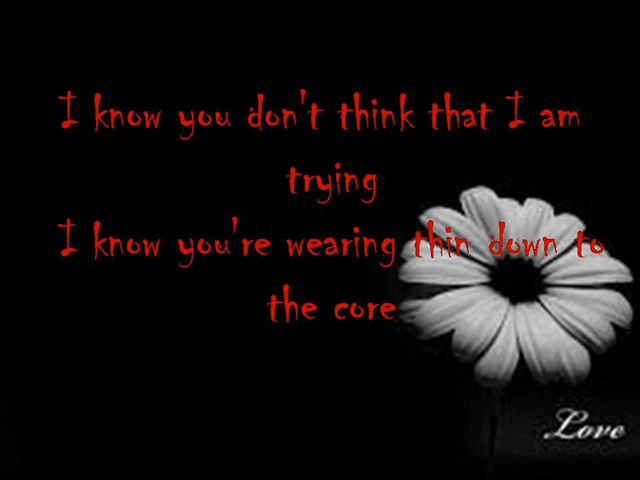 I know you don't think that I am
trying
I know you're wearing thin down to
the core
Love